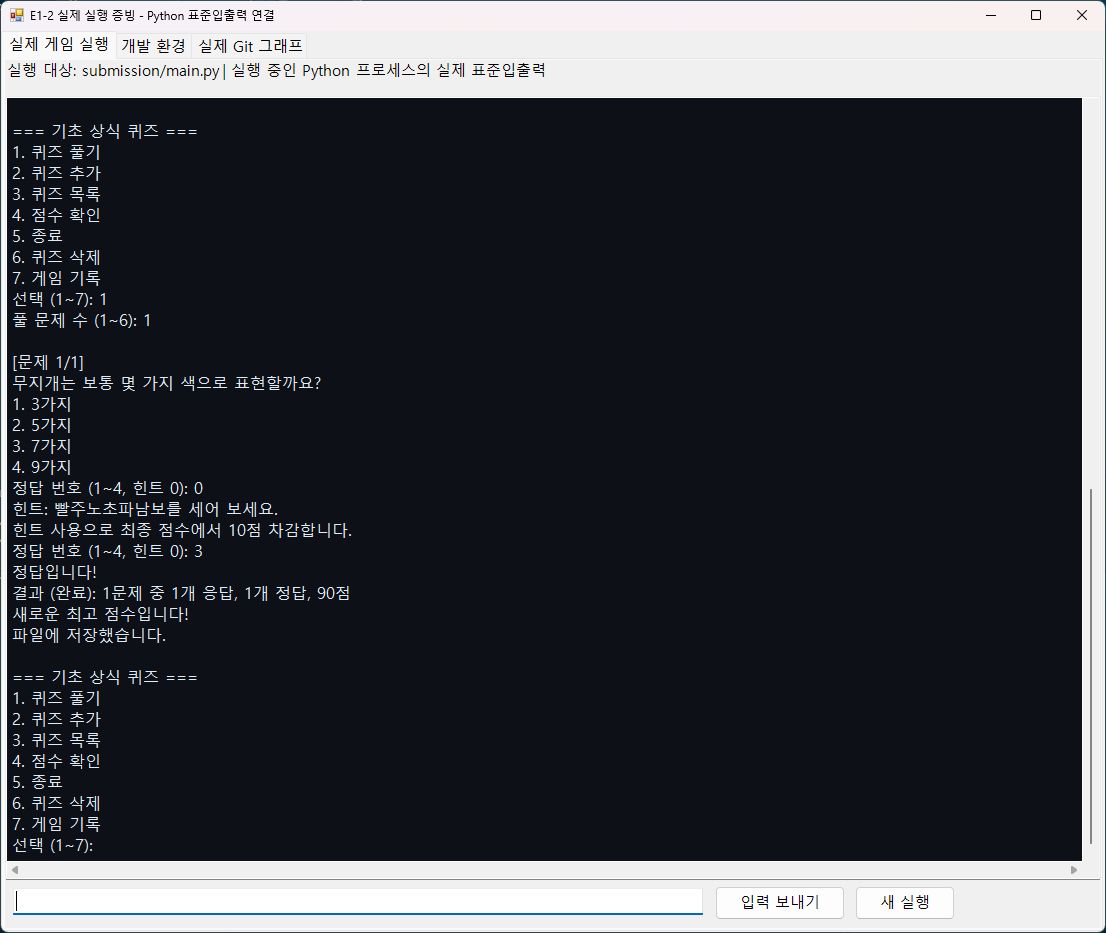 E1-2 실제 실행 증빙 - Python 표준입출력 연결
실제 게임 실행 개발 환경 실제 Git 그래프
실행 대상: submission/main.py | 실행 중인 Python 프로세스의 실제 표준입출력
=== 기초 상식 퀴즈 ===
1. 퀴즈 풀기
2. 퀴즈 추가
3. 퀴즈 목록
4. 점수 확인
5. 종료
6. 퀴즈 삭제
7. 게임 기록
선택 (1~7): 1
풀 문제 수 (1~6): 1
[문제 1/1]
무지개는 보통 몇 가지 색으로 표현할까요?
1. 3가지
2. 5가지
3. 7가지
4. 9가지
정답 번호 (1~4, 힌트 0): 0
힌트: 빨주노초파남보를 세어 보세요.
힌트 사용으로 최종 점수에서 10점 차감합니다.
정답 번호 (1~4, 힌트 0): 3
정답입니다!
결과 (완료): 1문제 중 1개 응답, 1개 정답, 90점
새로운 최고 점수입니다!
파일에 저장했습니다.
=== 기초 상식 퀴즈 ===
1. 퀴즈 풀기
2. 퀴즈 추가
3. 퀴즈 목록
4. 점수 확인
5. 종료
6. 퀴즈 삭제
7. 게임 기록
선택 (1~7):
입력 보내기 새 실행